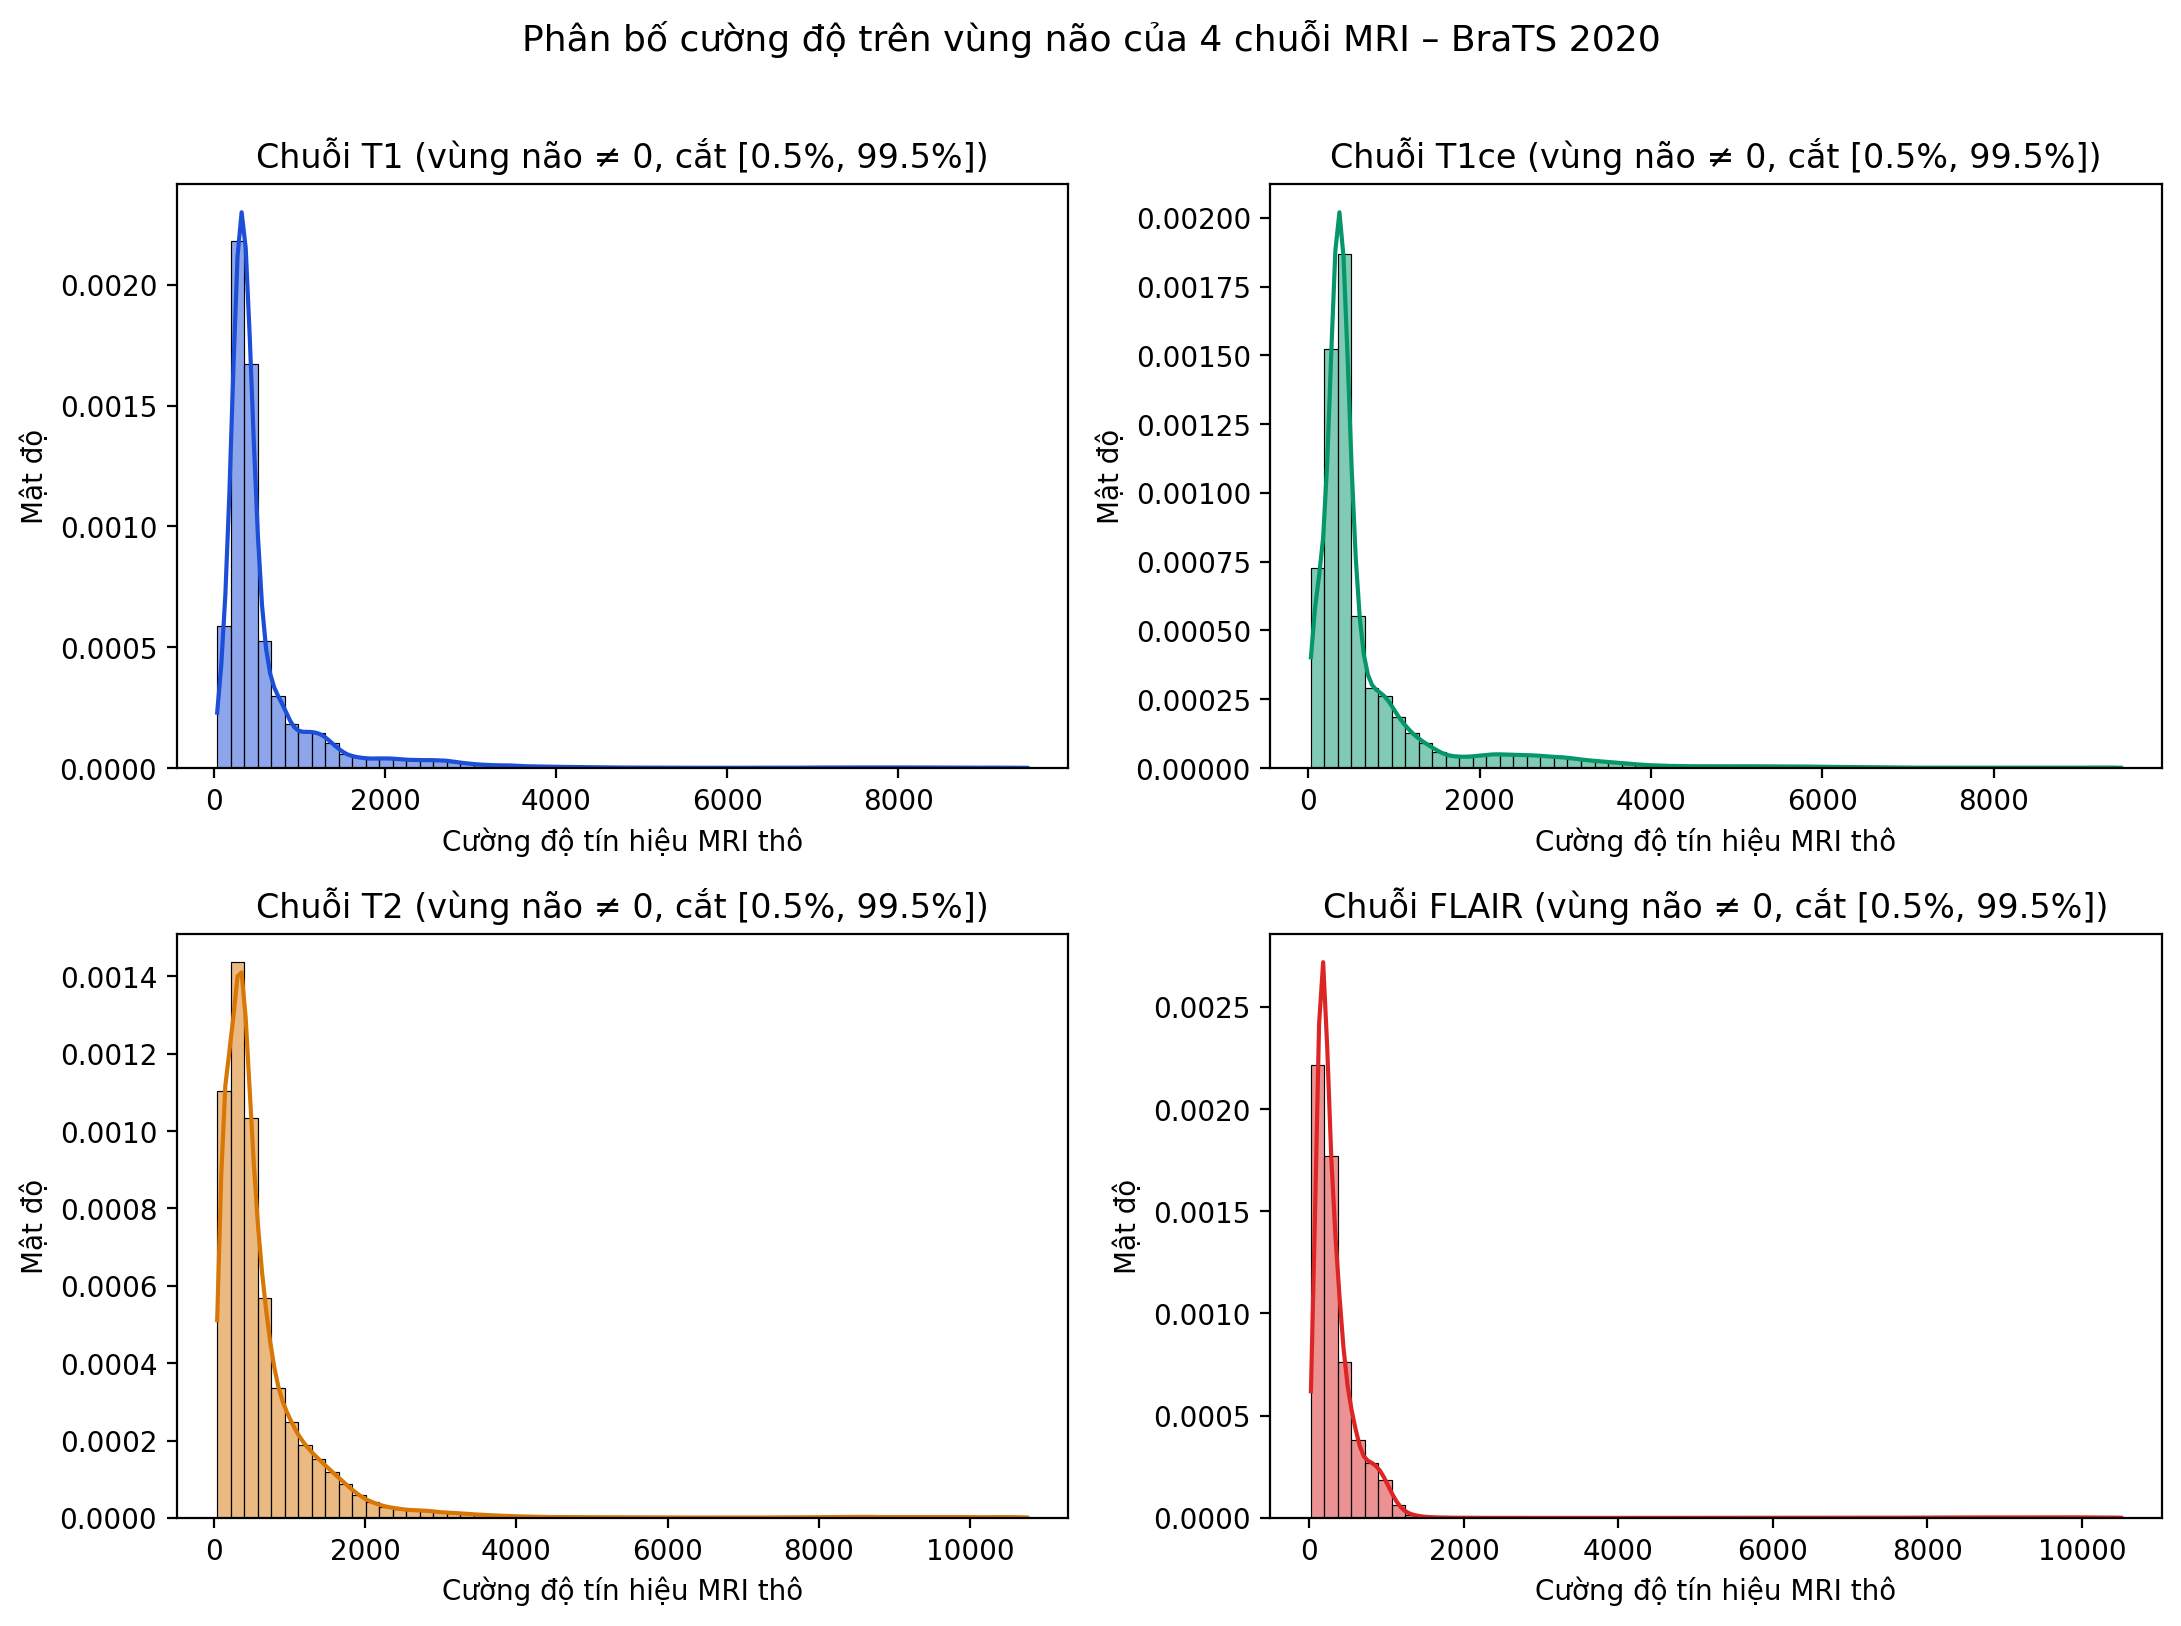 Phân bố cường độ trên vùng não của 4 chuỗi MRI – BraTS 2020
Chuỗi T1 (vùng não ≠ 0, cắt [0.5%, 99.5%])
Mật độ
0.0020
0.0015
0.0010
0.0005
0.0000
0 2000 4000 6000 8000
Cường độ tín hiệu MRI thô
Chuỗi T1ce (vùng não ≠ 0, cắt [0.5%, 99.5%])
Mật độ
0.00200
0.00175
0.00150
0.00125
0.00100
0.00075
0.00050
0.00025
0.00000
0 2000 4000 6000 8000
Cường độ tín hiệu MRI thô
Chuỗi T2 (vùng não ≠ 0, cắt [0.5%, 99.5%])
Mật độ
0.0014
0.0012
0.0010
0.0008
0.0006
0.0004
0.0002
0.0000
0 2000 4000 6000 8000 10000
Cường độ tín hiệu MRI thô
Chuỗi FLAIR (vùng não ≠ 0, cắt [0.5%, 99.5%])
Mật độ
0.0025
0.0020
0.0015
0.0010
0.0005
0.0000
0 2000 4000 6000 8000 10000
Cường độ tín hiệu MRI thô